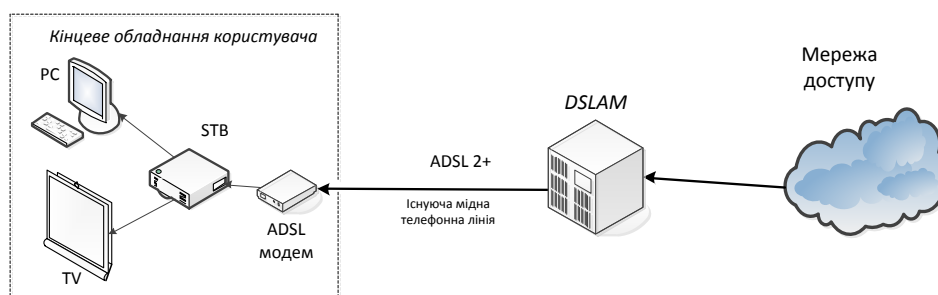 Кінцеве обладнання користувача
PC
STB
TV
ADSL
модем
ADSL 2+
Існуюча мідна
телефонна лінія
DSLAM
Мережа
доступу